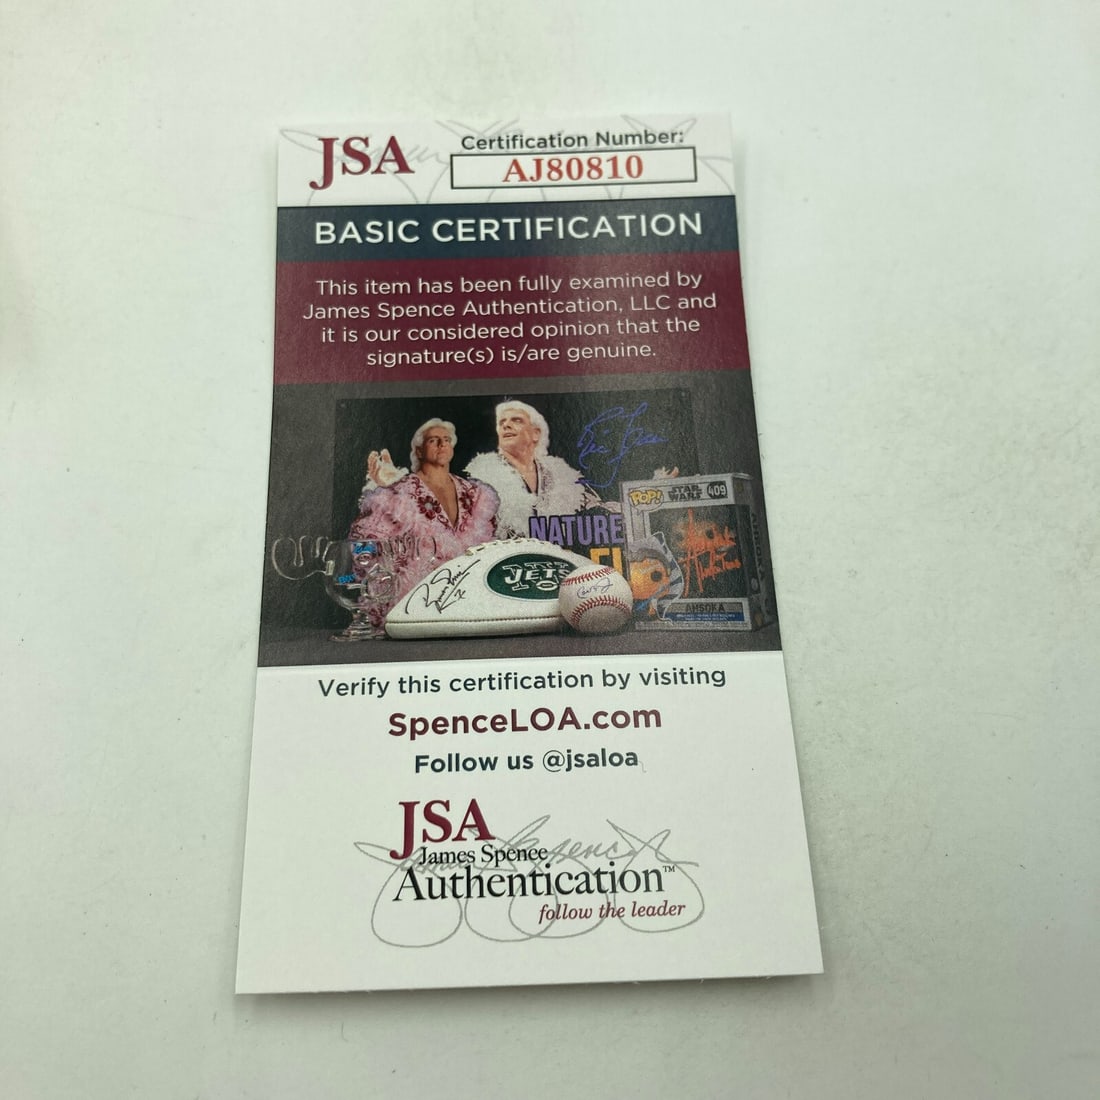 JSA
Certification Number:
AJ80810
BASIC CERTIFICATION
This item has been fully examined by
James Spence Authentication, LLC and
it is our considered opinion that the
signature(s) is/are genuine.
NATURE
JETS
POP!
STAR
WARS
409
AHSOKA
Verify this certification by visiting
SpenceLOA.com
Follow us @jsaloa
JSA
James Spence
Authentication™
follow the leader